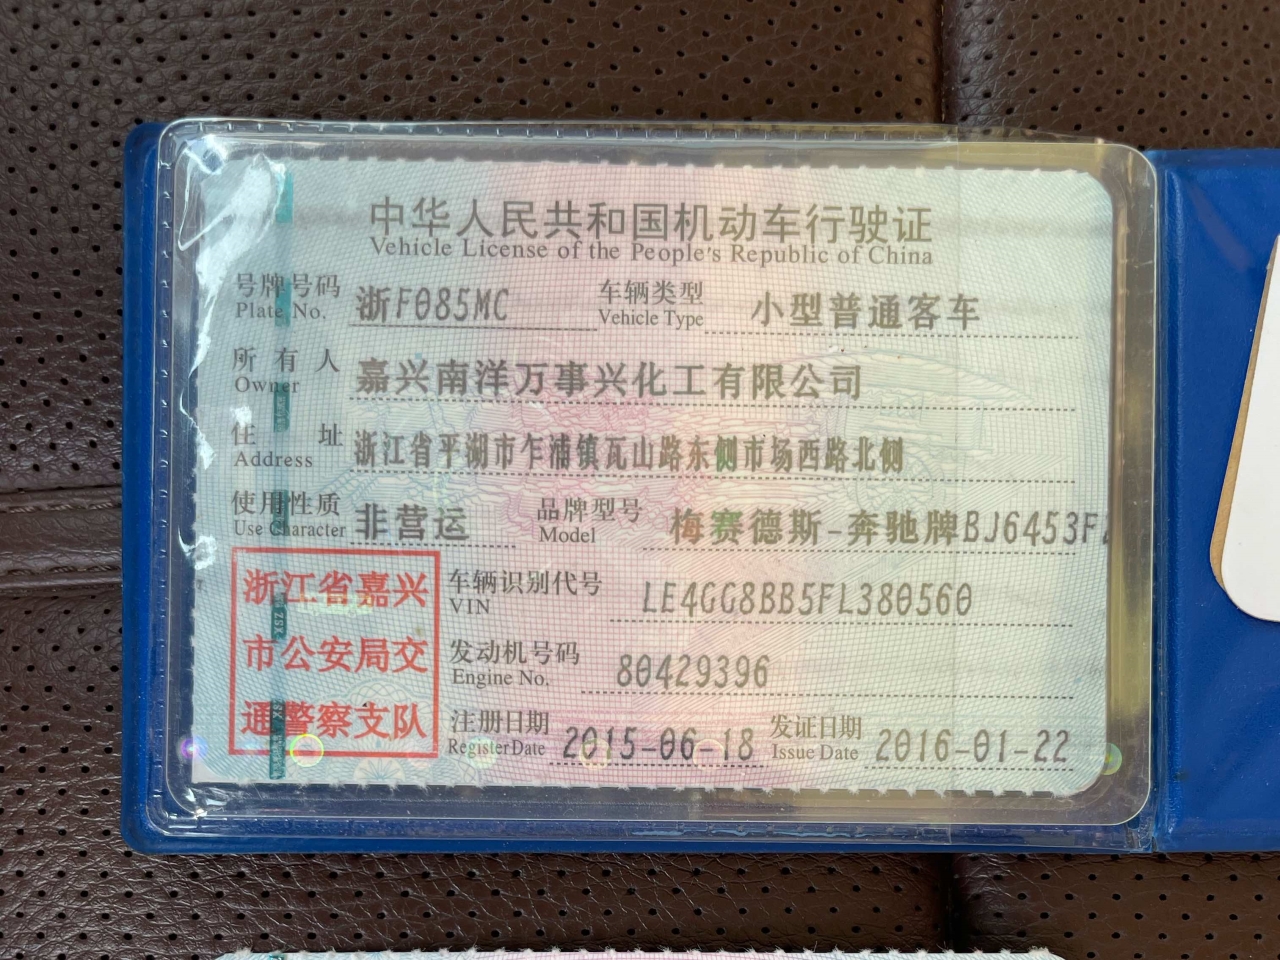 中华人民共和国机动车行驶证
Vehicle License of the People's Republic of China
号牌号码 浙F085MC 车辆类型 小型普通客车
Plate No. Vehicle Type
所有人 嘉兴南洋万事兴化工有限公司
Owner
住址 浙江省平湖市乍浦镇瓦山路东侧市场西路北侧
Address
使用性质 非营运 品牌型号 梅赛德斯-奔驰牌BJ6453F
Use Character Model
浙江省嘉兴
市公安局交
通警察支队
车辆识别代号 LE4GG8BB5FL380560
VIN
发动机号码 80429396
Engine No.
注册日期 2015-06-18 发证日期 2016-01-22
Register Date Issue Date